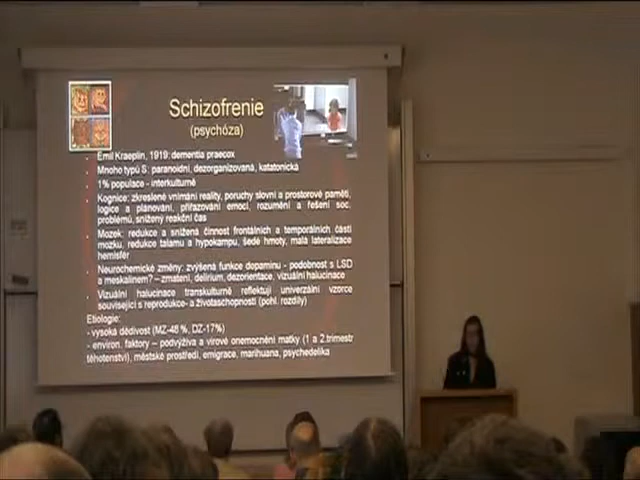 Schizofrenie
(psychóza)
Emil Kraeplin, 1919: dementia praecox
Mnoho typů S: paranoidní, dezorganizovaná, katatonická
1% populace - interkulturně
Kognice: zkreslené vnímání reality, poruchy slovní a prostorové paměti,
logice a plánování, přiřazování emocí, rozumění a řešení soc.
problémů, snížený reakční čas
Mozek: redukce a snížená činnost frontálních a temporálních částí
mozku, redukce talamu a hypokampu, šedé hmoty, malá lateralizace
hemisfér
Neurochemické změny: zvýšená funkce dopaminu - podobnost s LSD
a meskalinem? – zmatení, delirium, dezorientace, vizuální halucinace
Vizuální halucinace transkulturně reflektují univerzální vzorce
související s reprodukce- a životaschopností (pohl. rozdíly)
Etiologie:
- vysoká dědivost (MZ-48 %, DZ-17%)
- environ. faktory – podvýživa a virové onemocnění matky (1 a 2.trimestr
těhotenství), městské prostředí, emigrace, marihuana, psychedelika